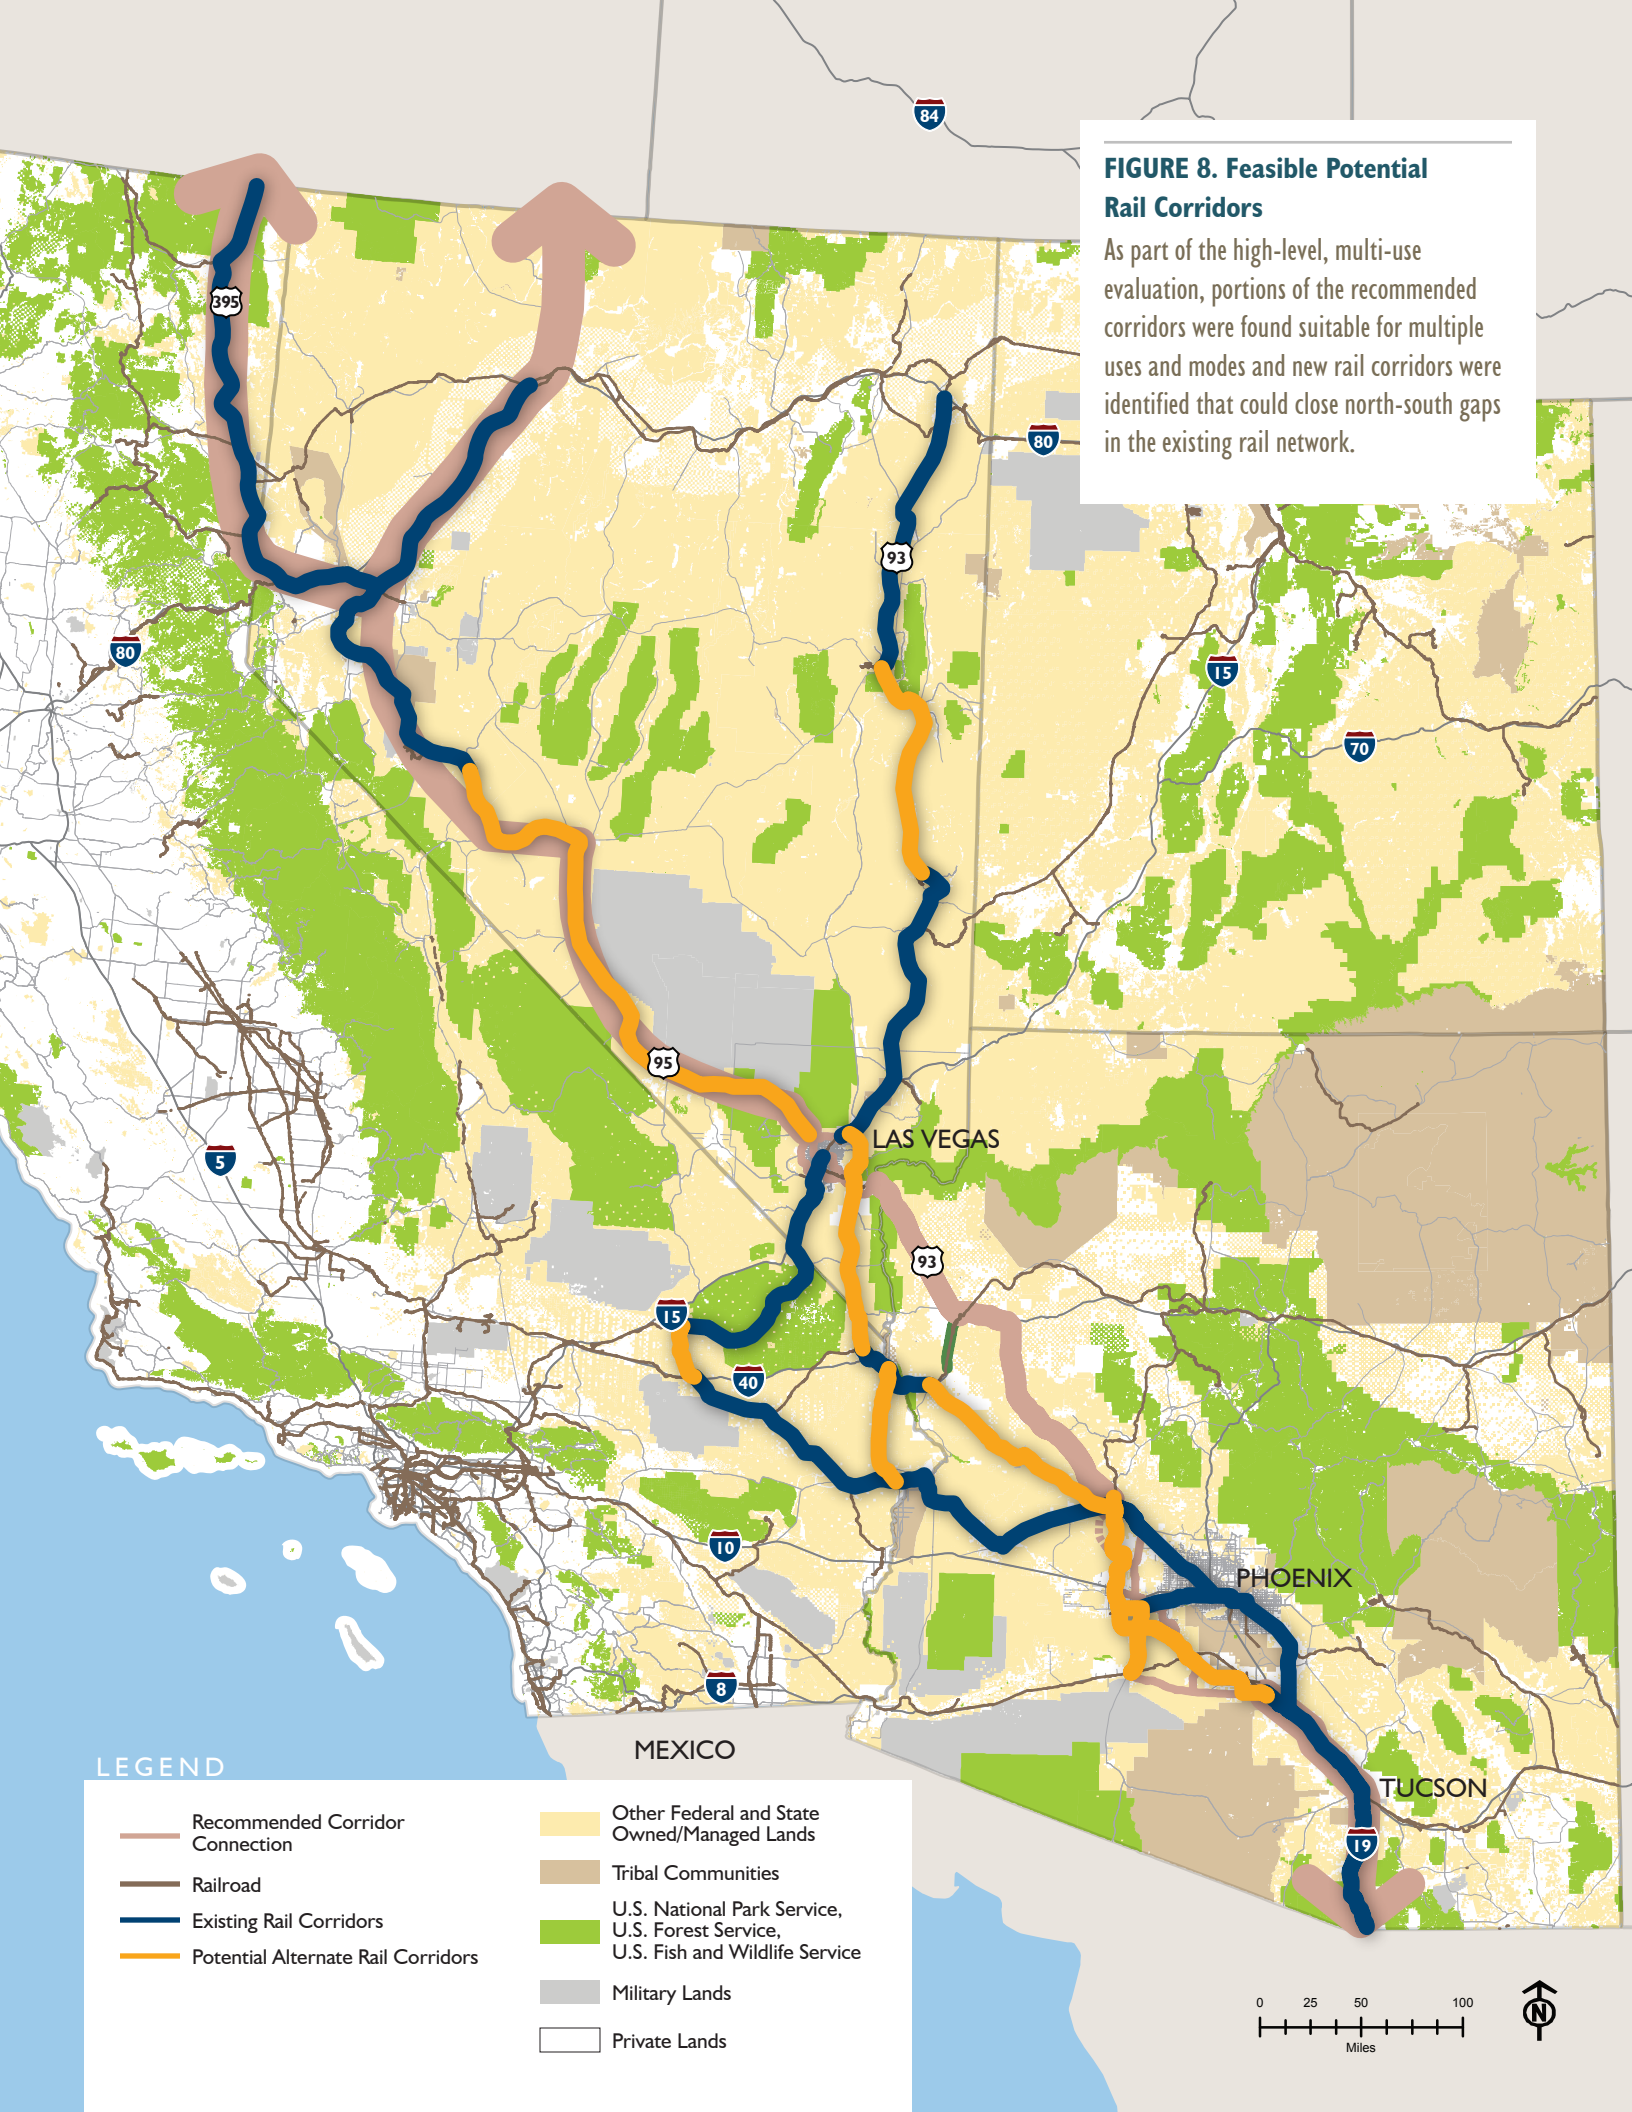 84
FIGURE 8. Feasible Potential
Rail Corridors
As part of the high-level, multi-use
evaluation, portions of the recommended
corridors were found suitable for multiple
uses and modes and new rail corridors were
identified that could close north-south gaps
in the existing rail network.
395
80
93
80
15
70
95
LAS VEGAS
5
93
15
40
10
PHOENIX
8
MEXICO
TUCSON
19
LEGEND
Recommended Corridor
Connection
Railroad
Existing Rail Corridors
Potential Alternate Rail Corridors
Other Federal and State
Owned/Managed Lands
Tribal Communities
U.S. National Park Service,
U.S. Forest Service,
U.S. Fish and Wildlife Service
Military Lands
Private Lands
0 25 50 100
Miles
N